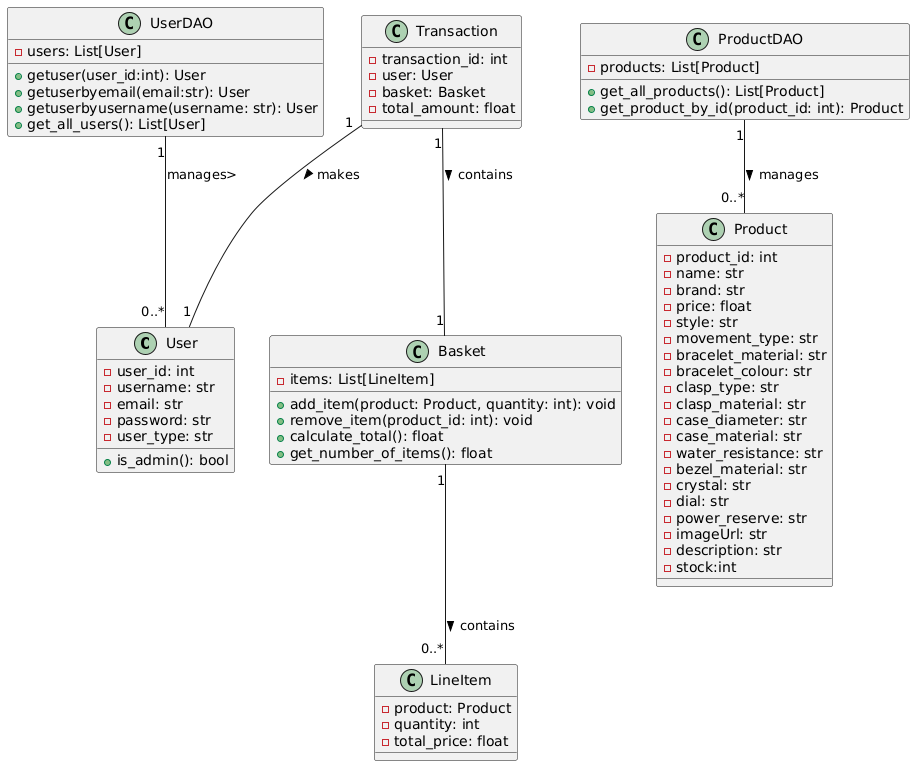 C UserDAO
users: List[User]
getuser(user_id:int): User
getuserbyemail(email:str): User
getuserbyusername(username: str): User
get_all_users(): List[User]
C Transaction
transaction_id: int
user: User
basket: Basket
total_amount: float
C ProductDAO
products: List[Product]
get_all_products(): List[Product]
get_product_by_id(product_id: int): Product
1
manages>
0..*
1
makes
1
1
contains
1
1
manages
0..*
C User
user_id: int
username: str
email: str
password: str
user_type: str
is_admin(): bool
C Basket
items: List[LineItem]
add_item(product: Product, quantity: int): void
remove_item(product_id: int): void
calculate_total(): float
get_number_of_items(): float
C Product
product_id: int
name: str
brand: str
price: float
style: str
movement_type: str
bracelet_material: str
bracelet_colour: str
clasp_type: str
clasp_material: str
case_diameter: str
case_material: str
water_resistance: str
bezel_material: str
crystal: str
dial: str
power_reserve: str
imageUrl: str
description: str
stock:int
1
contains
0..*
C LineItem
product: Product
quantity: int
total_price: float